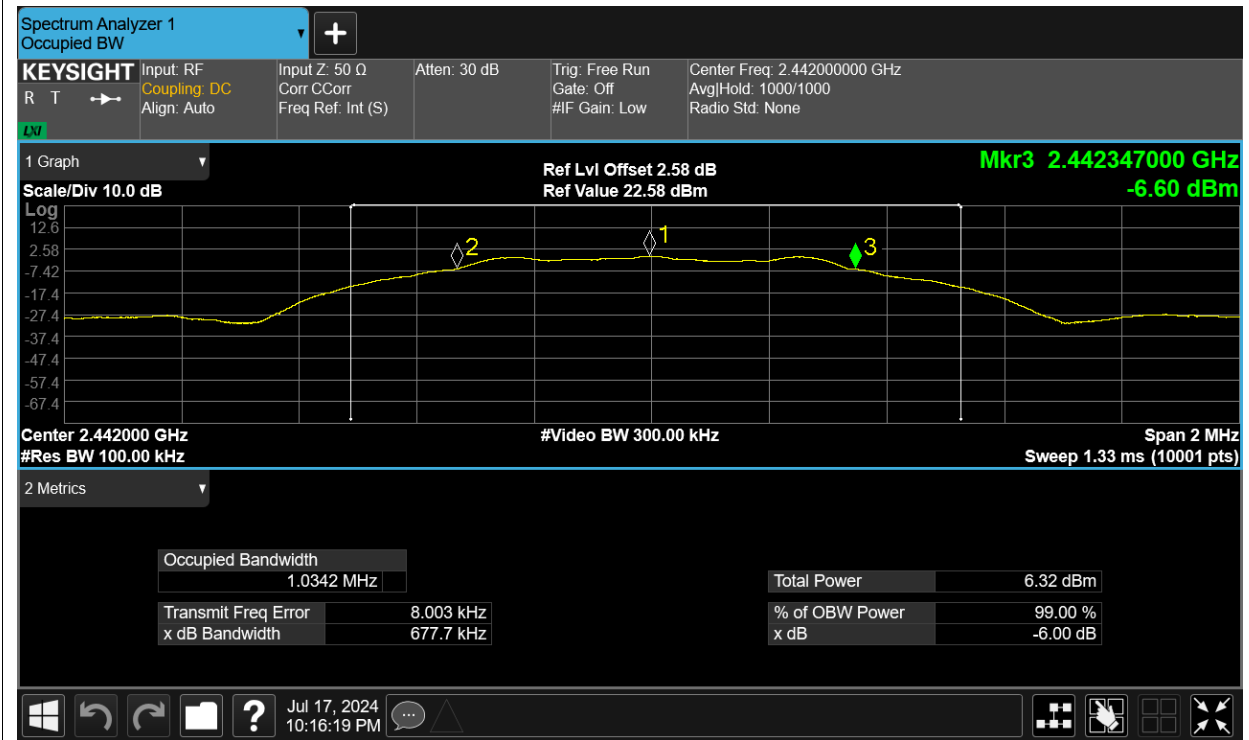 Spectrum Analyzer 1
Occupied BW
▼
+
KEYSIGHT
R T
LXI
Input: RF
Coupling: DC
Align: Auto
Input Z: 50 Ω
Corr CCorr
Freq Ref: Int (S)
Atten: 30 dB
Trig: Free Run
Gate: Off
#IF Gain: Low
Center Freq: 2.442000000 GHz
Avg|Hold: 1000/1000
Radio Std: None
1 Graph ▼
Scale/Div 10.0 dB
Ref Lvl Offset 2.58 dB
Ref Value 22.58 dBm
Mkr3 2.442347000 GHz
-6.60 dBm
Log
12.6
2.58
-7.42
-17.4
-27.4
-37.4
-47.4
-57.4
-67.4
2
1
3
Center 2.442000 GHz
#Res BW 100.00 kHz
#Video BW 300.00 kHz
Span 2 MHz
Sweep 1.33 ms (10001 pts)
2 Metrics ▼
Occupied Bandwidth
1.0342 MHz
Transmit Freq Error 8.003 kHz
x dB Bandwidth 677.7 kHz
Total Power 6.32 dBm
% of OBW Power 99.00 %
x dB -6.00 dB
?
Jul 17, 2024
10:16:19 PM